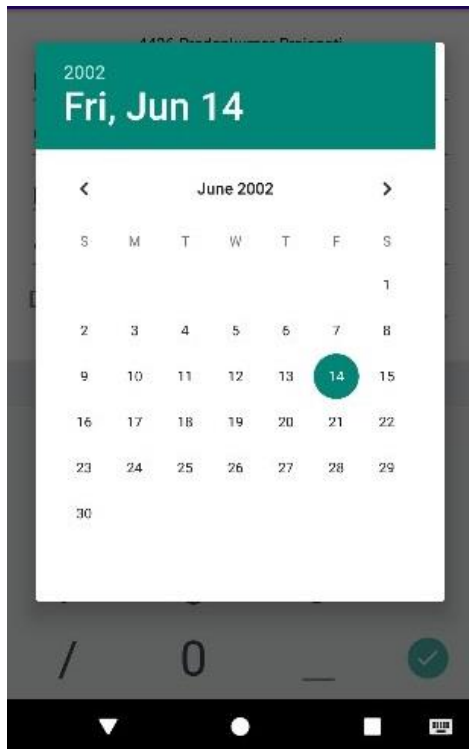 2002
Fri, Jun 14
June 2002
S M T W T F S
1
2 3 4 5 6 7 8
9 10 11 12 13 14 15
16 17 18 19 20 21 22
23 24 25 26 27 28 29
30
/ 0 _